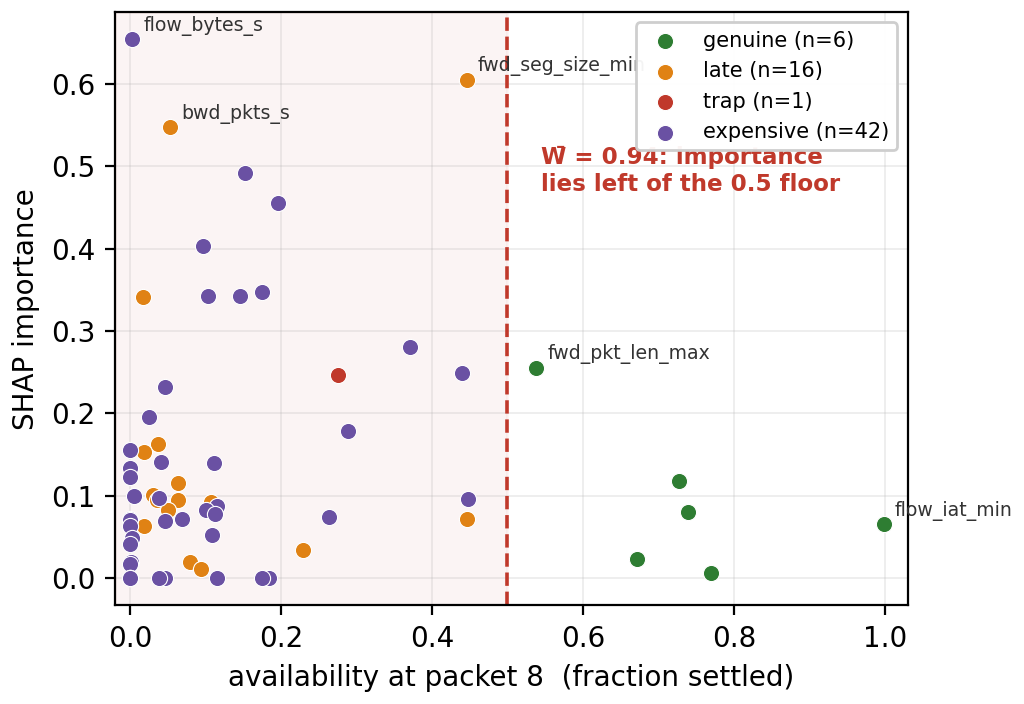 flow_bytes_s
fwd_seg_size_min
bwd_pkts_s
genuine (n=6)
late (n=16)
trap (n=1)
expensive (n=42)
W̄ = 0.94: importance
lies left of the 0.5 floor
fwd_pkt_len_max
flow_iat_min
SHAP importance
0.6
0.5
0.4
0.3
0.2
0.1
0.0
0.0 0.2 0.4 0.6 0.8 1.0
availability at packet 8 (fraction settled)